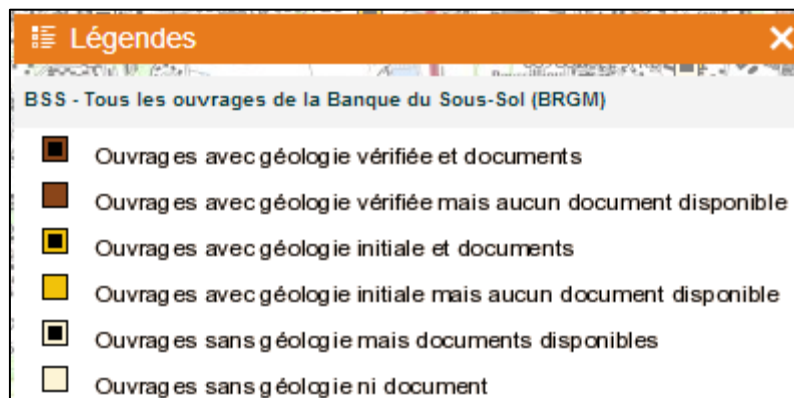 Légendes
BSS - Tous les ouvrages de la Banque du Sous-Sol (BRGM)
Ouvrages avec géologie vérifiée et documents
Ouvrages avec géologie vérifiée mais aucun document disponible
Ouvrages avec géologie initiale et documents
Ouvrages avec géologie initiale mais aucun document disponible
Ouvrages sans géologie mais documents disponibles
Ouvrages sans géologie ni document